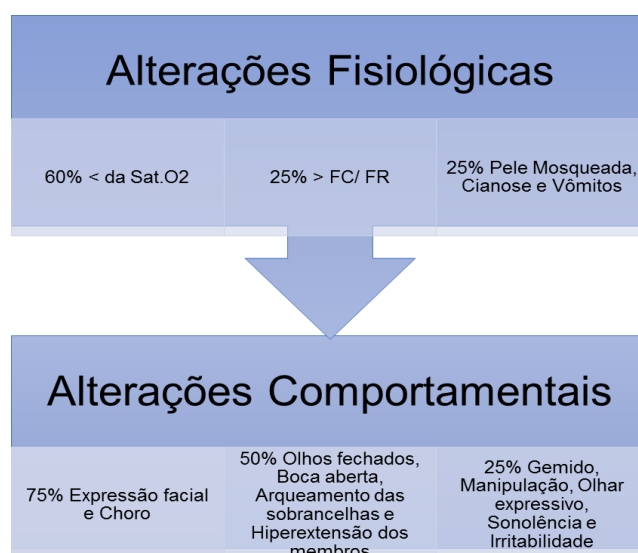 Alterações Fisiológicas
60% < da Sat.O2
25% > FC/ FR
25% Pele Mosqueada,
Cianose e Vômitos
Alterações Comportamentais
75% Expressão facial
e Choro
50% Olhos fechados,
Boca aberta,
Arqueamento das
sobrancelhas e
Hiperextensão dos
membros
25% Gemido,
Manipulação, Olhar
expressivo,
Sonolência e
Irritabilidade